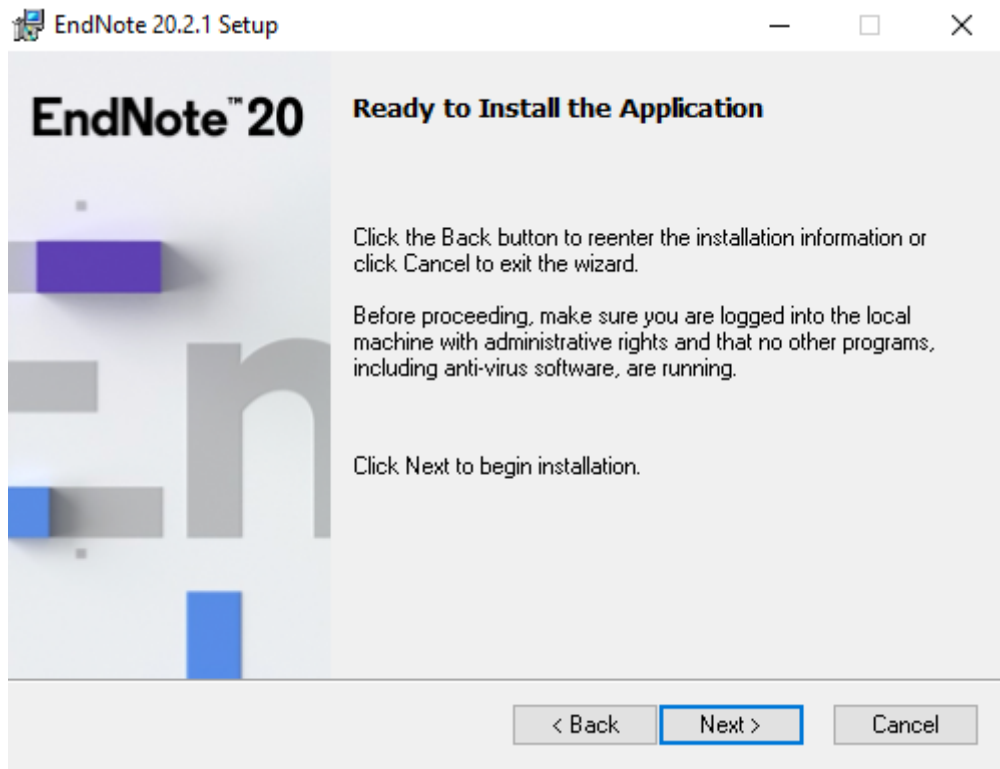 EndNote 20.2.1 Setup
EndNote™20
Ready to Install the Application
Click the Back button to reenter the installation information or
click Cancel to exit the wizard.
Before proceeding, make sure you are logged into the local
machine with administrative rights and that no other programs,
including anti-virus software, are running.
Click Next to begin installation.
En
< Back
Next >
Cancel